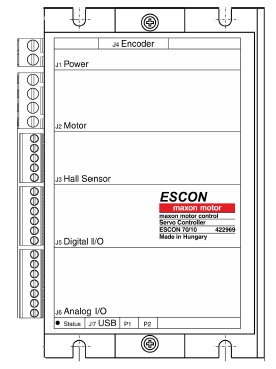 J4 Encoder
J1 Power
J2 Motor
J3 Hall Sensor
ESCON
maxon motor
maxon motor control
Servo Controller
ESCON 70/10 422969
Made in Hungary
J5 Digital I/O
J6 Analog I/O
Status J7 USB P1 P2